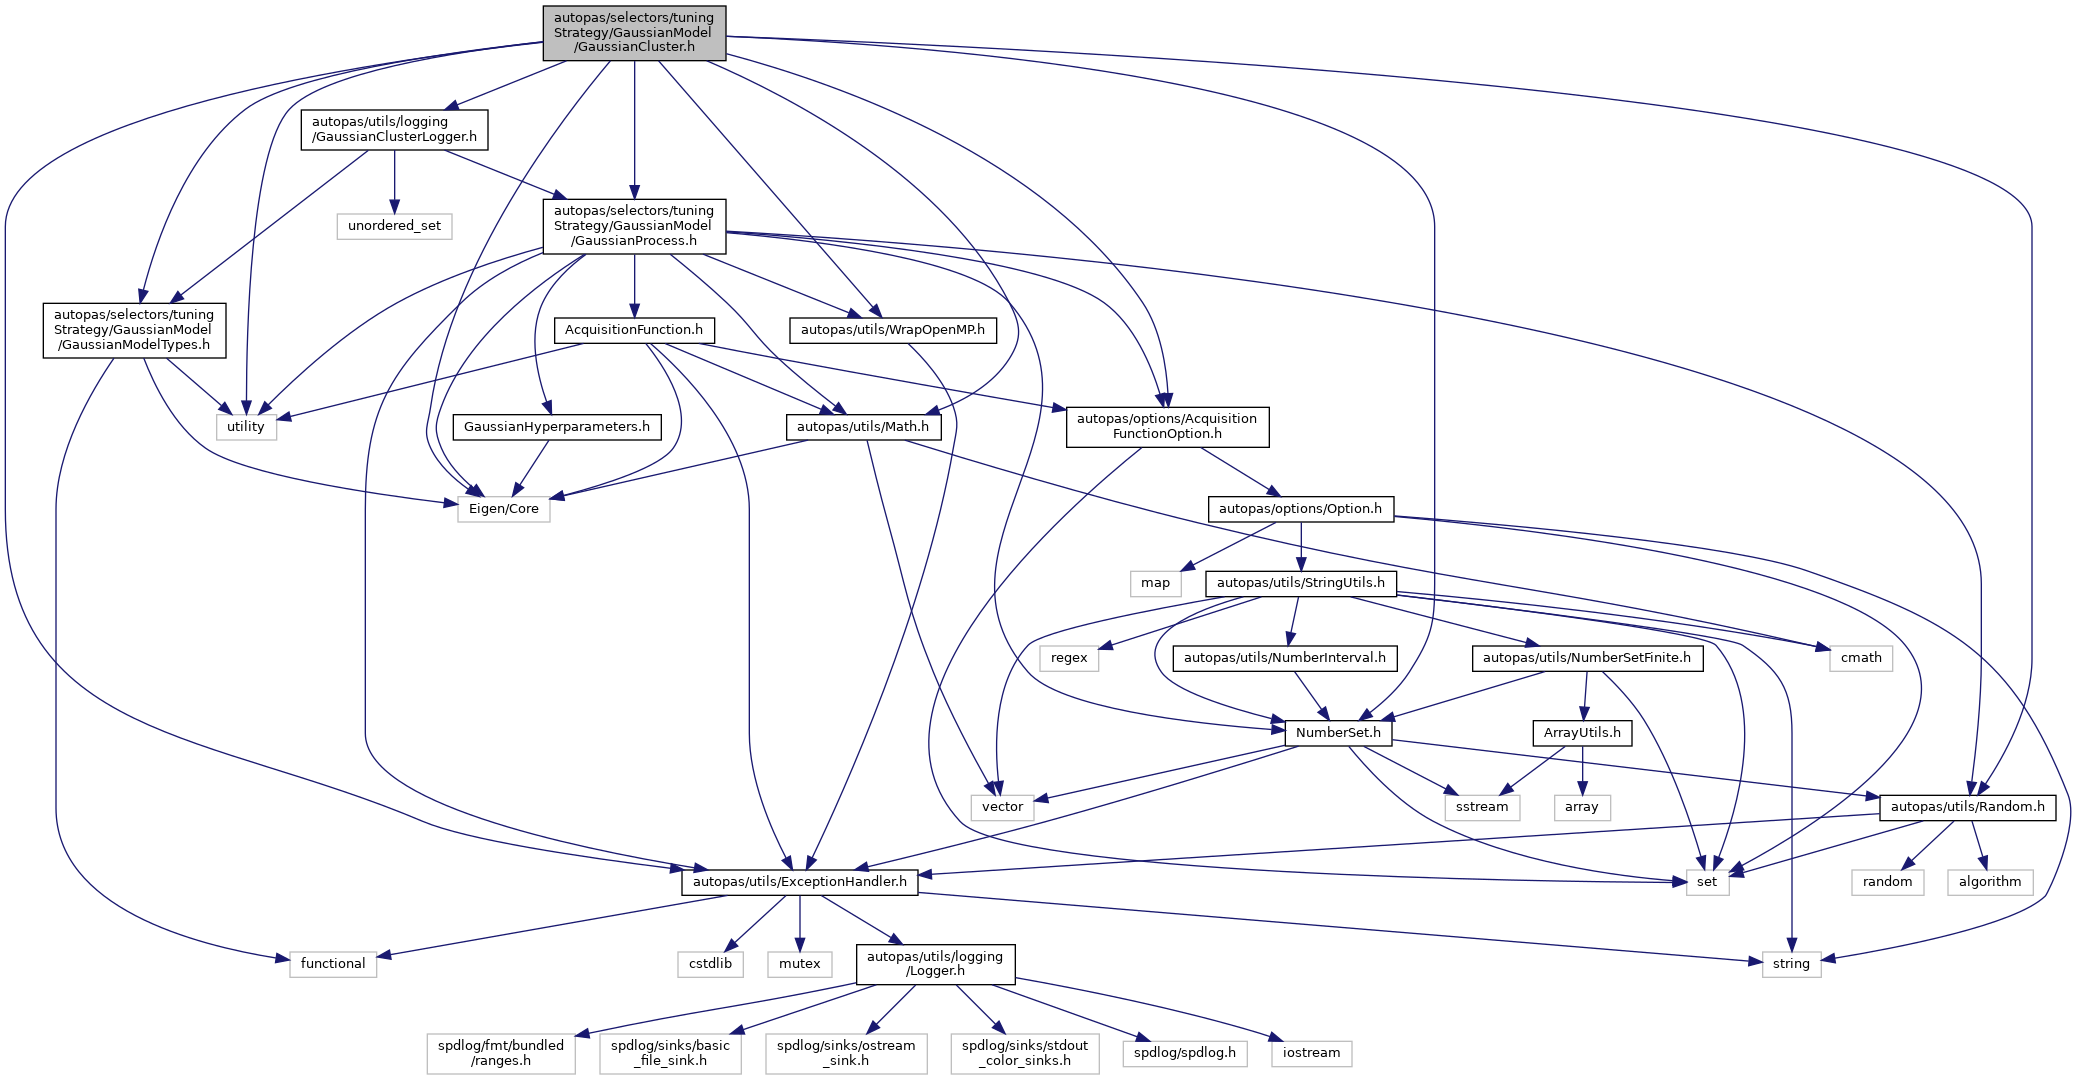 autopas/selectors/tuning
Strategy/GaussianModel
/GaussianCluster.h
autopas/utils/logging
/GaussianClusterLogger.h
unordered_set
autopas/selectors/tuning
Strategy/GaussianModel
/GaussianProcess.h
autopas/selectors/tuning
Strategy/GaussianModel
/GaussianModelTypes.h
AcquisitionFunction.h
autopas/utils/WrapOpenMP.h
utility
GaussianHyperparameters.h
autopas/utils/Math.h
autopas/options/Acquisition
FunctionOption.h
Eigen/Core
autopas/options/Option.h
map
autopas/utils/StringUtils.h
regex
autopas/utils/NumberInterval.h
autopas/utils/NumberSetFinite.h
cmath
NumberSet.h
ArrayUtils.h
vector
sstream
array
autopas/utils/Random.h
autopas/utils/ExceptionHandler.h
set
random
algorithm
functional
cstdlib
mutex
autopas/utils/logging
/Logger.h
string
spdlog/fmt/bundled
/ranges.h
spdlog/sinks/basic
_file_sink.h
spdlog/sinks/ostream
_sink.h
spdlog/sinks/stdout
_color_sinks.h
spdlog/spdlog.h
iostream